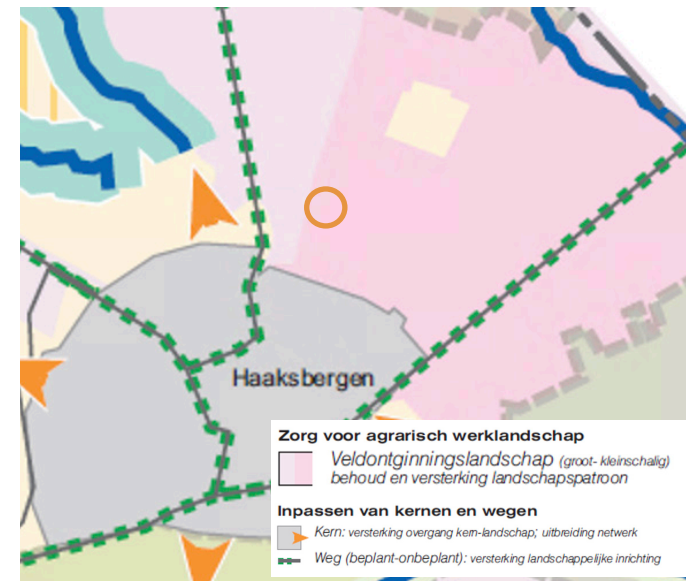 Haaksbergen
Zorg voor agrarisch werklandschap
Veldontginningslandschap (groot- kleinschalig)
behoud en versterking landschapspatroon
Inpassen van kernen en wegen
Kern: versterking overgang kern-landschap; uitbreiding netwerk
Weg (beplant-onbeplant): versterking landschappelijke inrichting